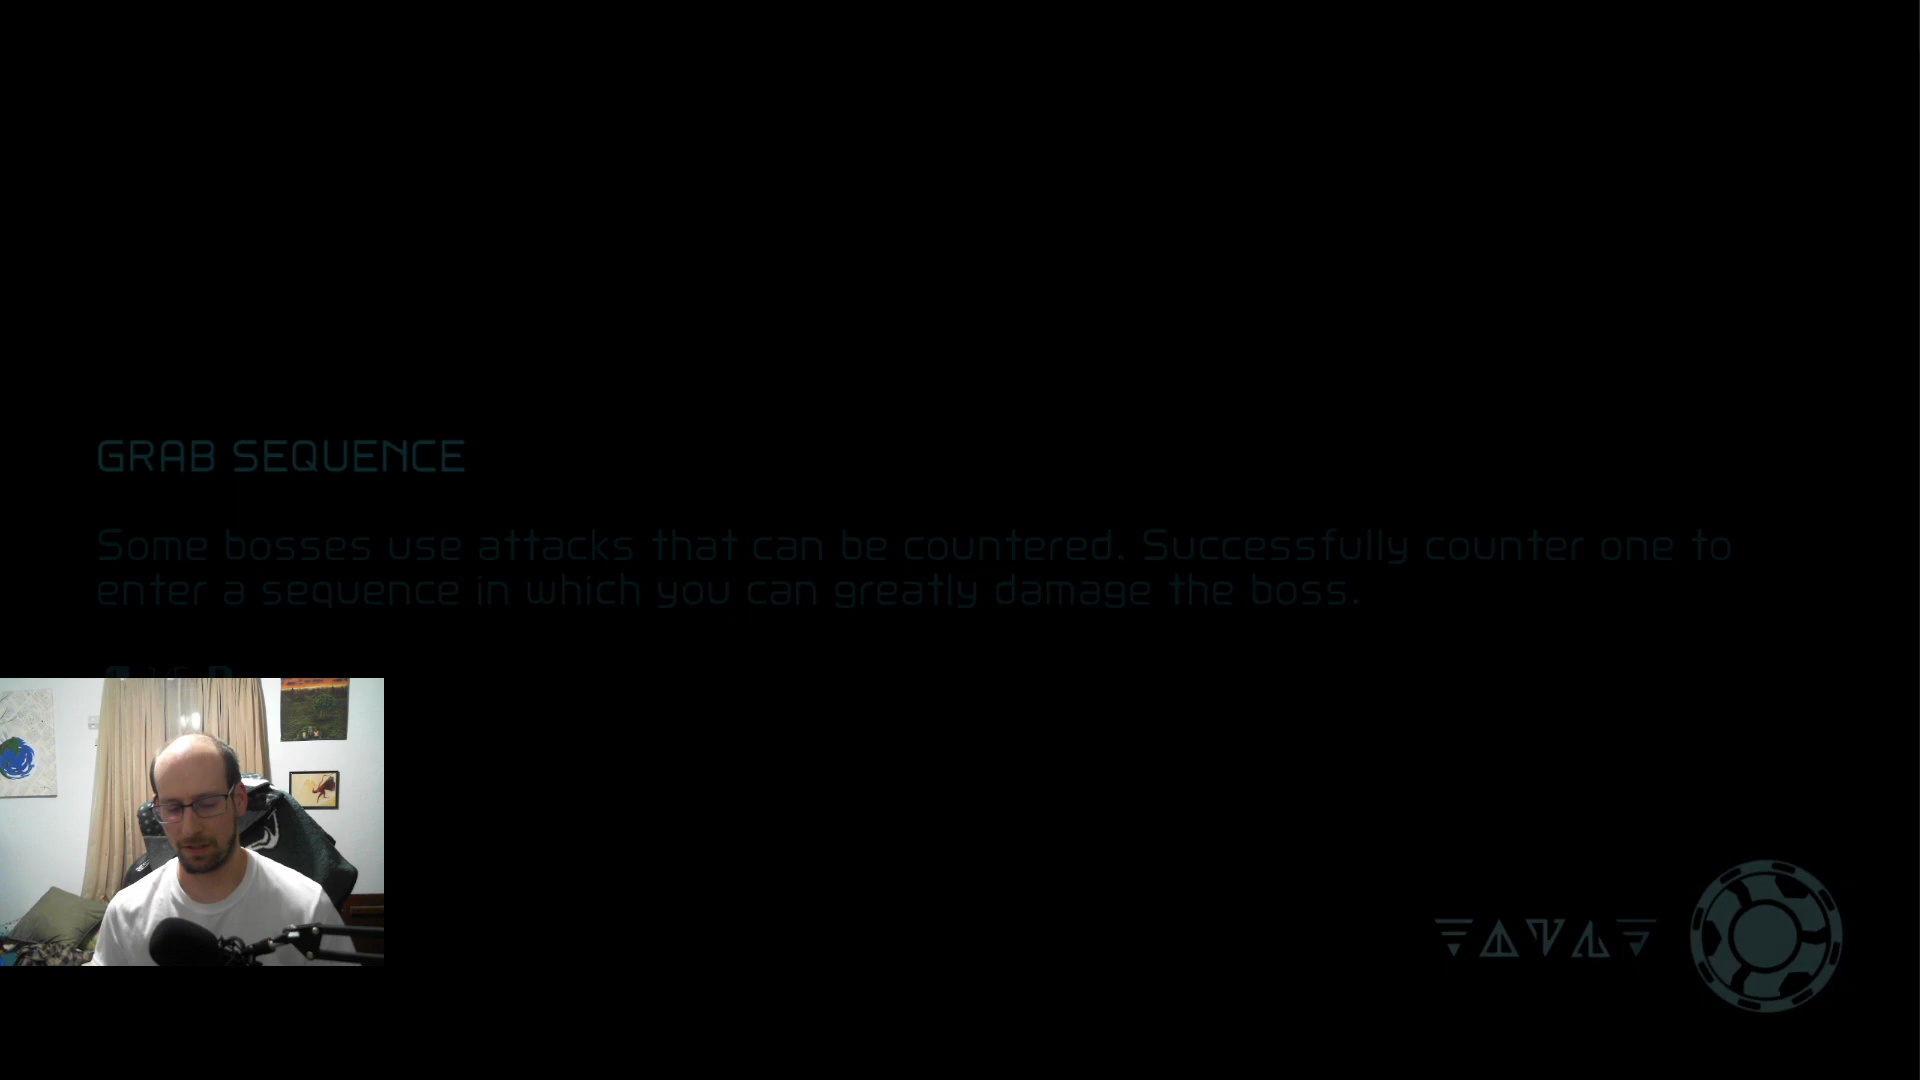 GRAB SEQUENCE
Some bosses use attacks that can be countered. Successfully counter one to
enter a sequence in which you can greatly damage the boss.